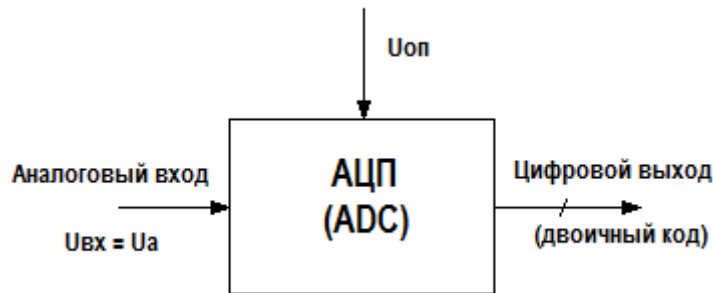 Uоп
Аналоговый вход
Uвх = Ua
АЦП
(ADC)
Цифровой выход
(двоичный код)